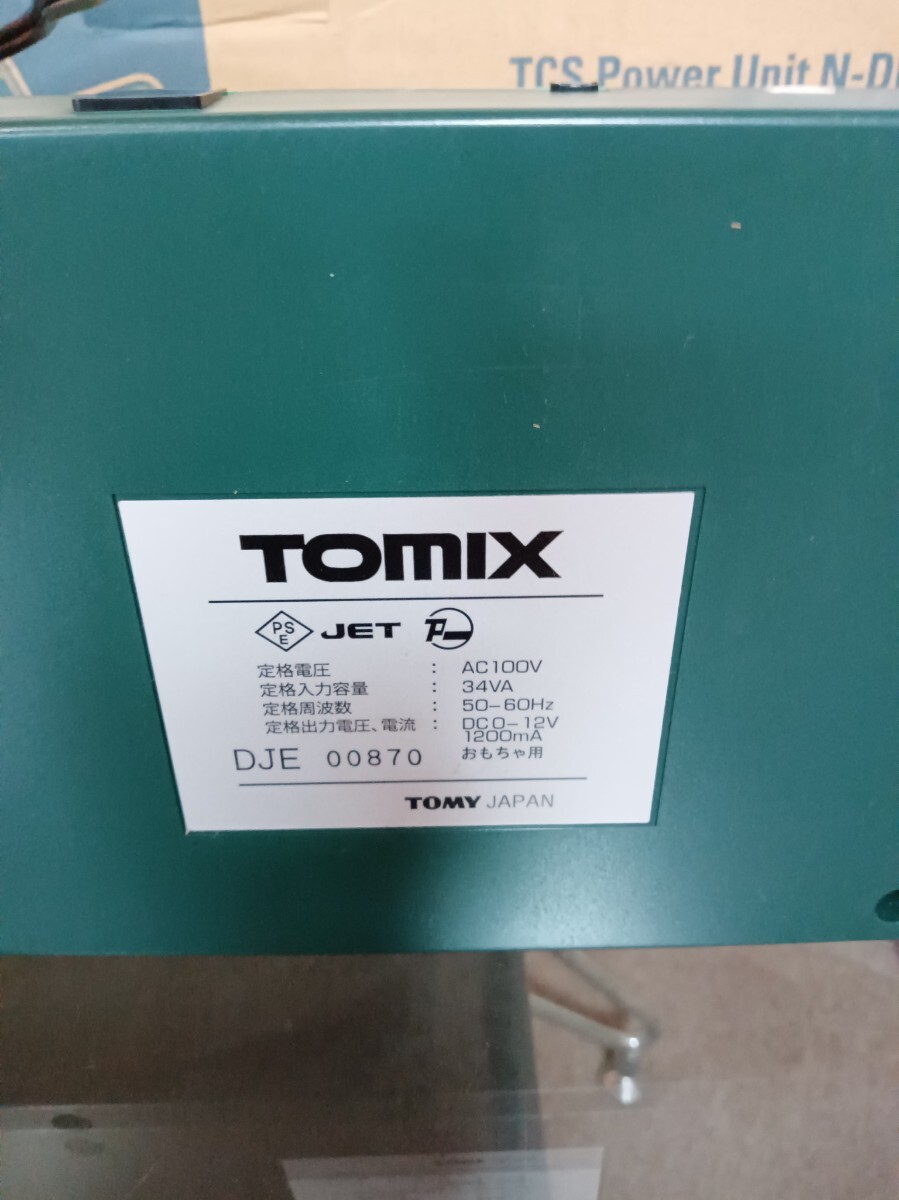 TCS Power Unit N-D
TOMIX
PSE JET
定格電圧 : AC100V
定格入力容量 : 34VA
定格周波数 : 50-60Hz
定格出力電圧、電流 : DC0-12V
1200mA
DJE 00870 おもちゃ用
TOMY JAPAN